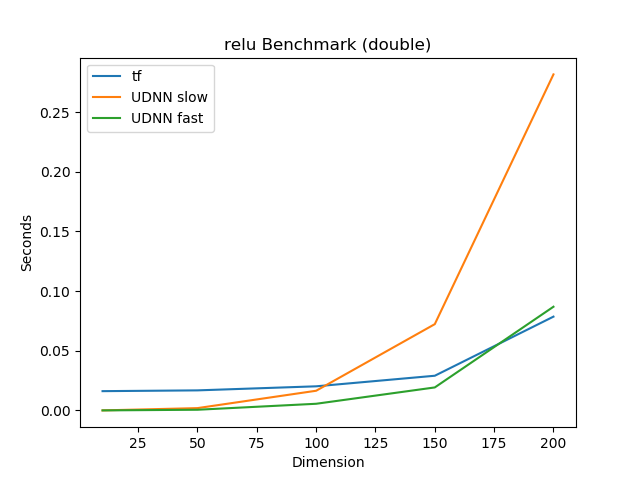 relu Benchmark (double)
tf
UDNN slow
UDNN fast
Seconds
0.25
0.20
0.15
0.10
0.05
0.00
25 50 75 100 125 150 175 200
Dimension